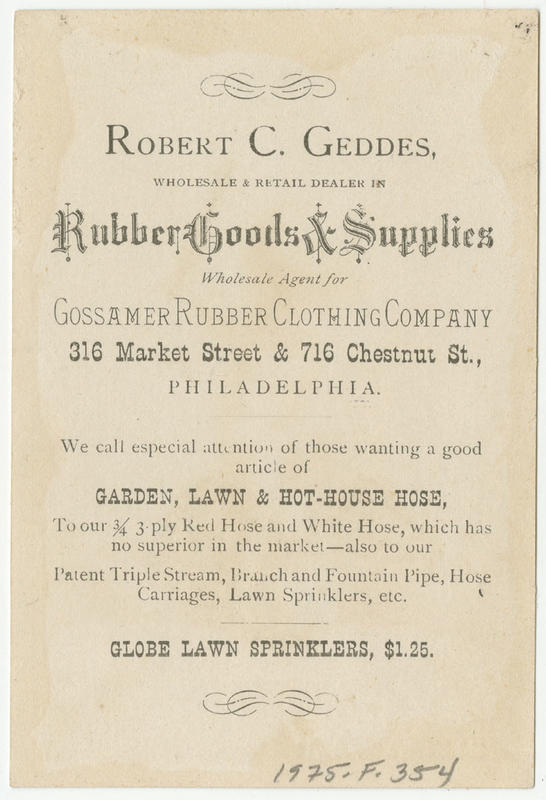 Robert C. Geddes,
WHOLESALE & RETAIL DEALER IN
Rubber Goods & Supplies
Wholesale Agent for
GOSSAMER RUBBER CLOTHING COMPANY
316 Market Street & 716 Chestnut St.,
PHILADELPHIA.
We call especial attention of those wanting a good
article of
GARDEN, LAWN & HOT-HOUSE HOSE,
To our ¾ 3-ply Red Hose and White Hose, which has
no superior in the market—also to our
Patent Triple Stream, Branch and Fountain Pipe, Hose
Carriages, Lawn Sprinklers, etc.
GLOBE LAWN SPRINKLERS, $1.25.
1975.F.354